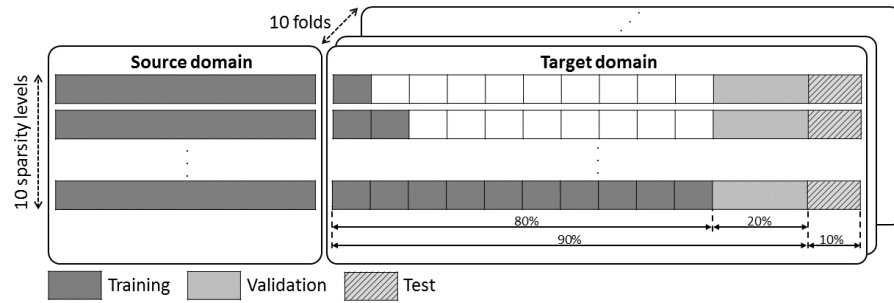 10 folds
Source domain
Target domain
10 sparsity levels
80%
20%
90%
10%
Training
Validation
Test